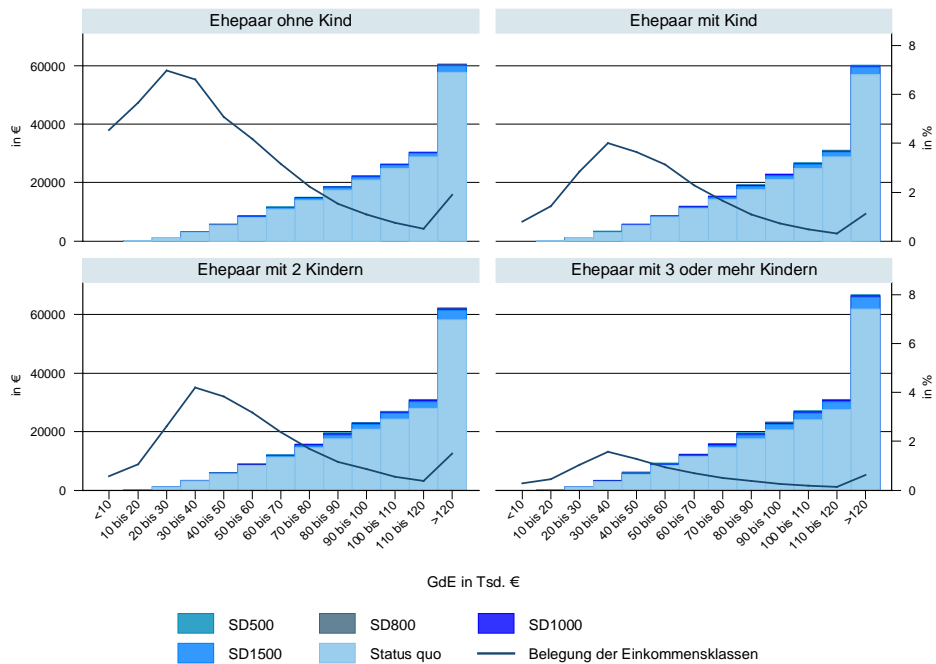 Ehepaar ohne Kind
Ehepaar mit Kind
60000
40000
20000
0
in €
8
6
4
2
0
in %
Ehepaar mit 2 Kindern
Ehepaar mit 3 oder mehr Kindern
60000
40000
20000
0
in €
8
6
4
2
0
in %
<10
10 bis 20
20 bis 30
30 bis 40
40 bis 50
50 bis 60
60 bis 70
70 bis 80
80 bis 90
90 bis 100
100 bis 110
110 bis 120
>120
<10
10 bis 20
20 bis 30
30 bis 40
40 bis 50
50 bis 60
60 bis 70
70 bis 80
80 bis 90
90 bis 100
100 bis 110
110 bis 120
>120
GdE in Tsd. €
SD500
SD800
SD1000
SD1500
Status quo
Belegung der Einkommensklassen